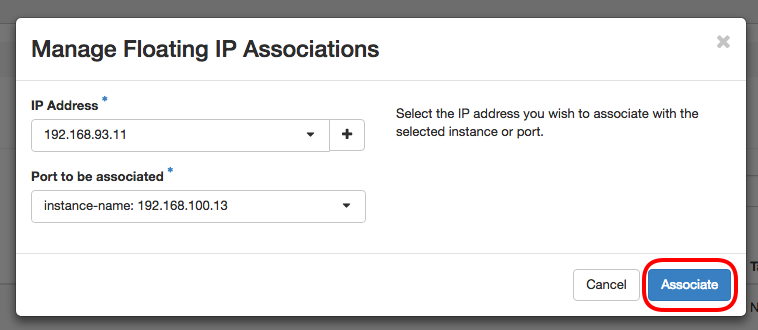 Manage Floating IP Associations
×
IP Address *
192.168.93.11
+
Select the IP address you wish to associate with the
selected instance or port.
Port to be associated *
instance-name: 192.168.100.13
Cancel
Associate